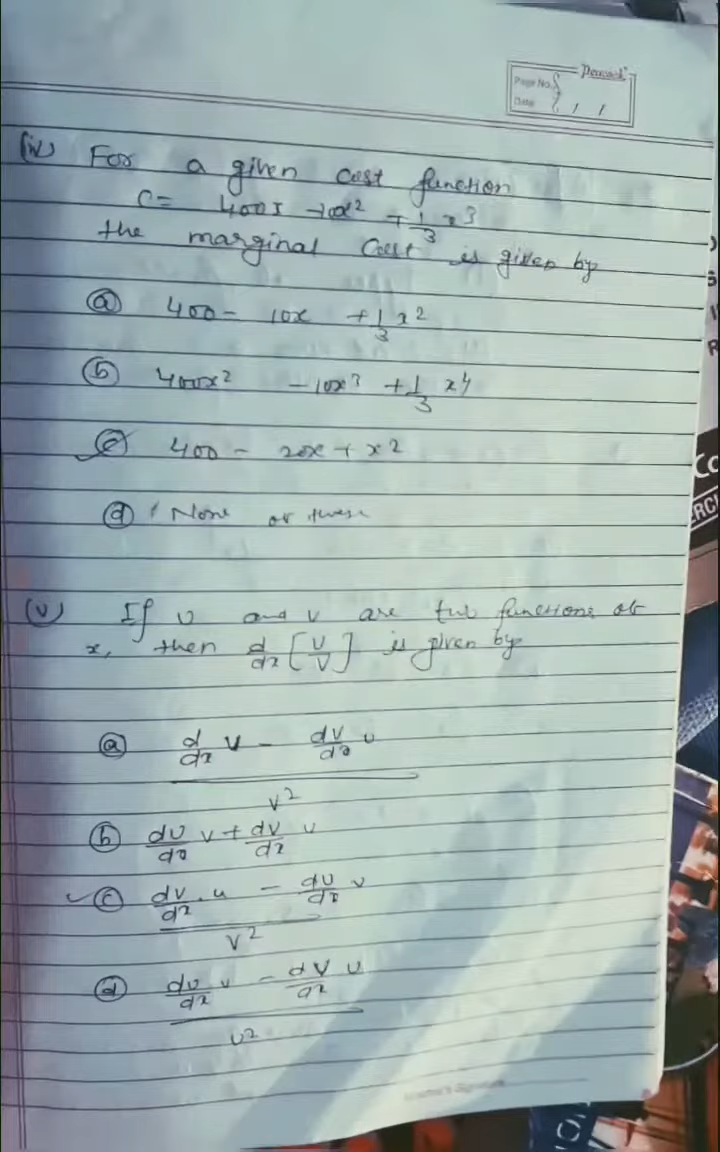 Peacock
Page No.
Date
(iv) For a given cost function
C= 400x -10x² +1/3 x³
the marginal Cost is given by
(a) 400- 10x +1/3 x²
(b) 400x² -10x³ +1/3 x4
(c) 400 - 20x + x²
(d) None of these
(v) If u and v are two functions of
x, then d/dx [U/V] is given by
(a) d/dx v - dv/dx u
v²
(b) du/dx v + dv/dx u
(c) dv/dx . u - du/dx v
v²
(d) du/dx v - dv/dx u
Co
ERCI